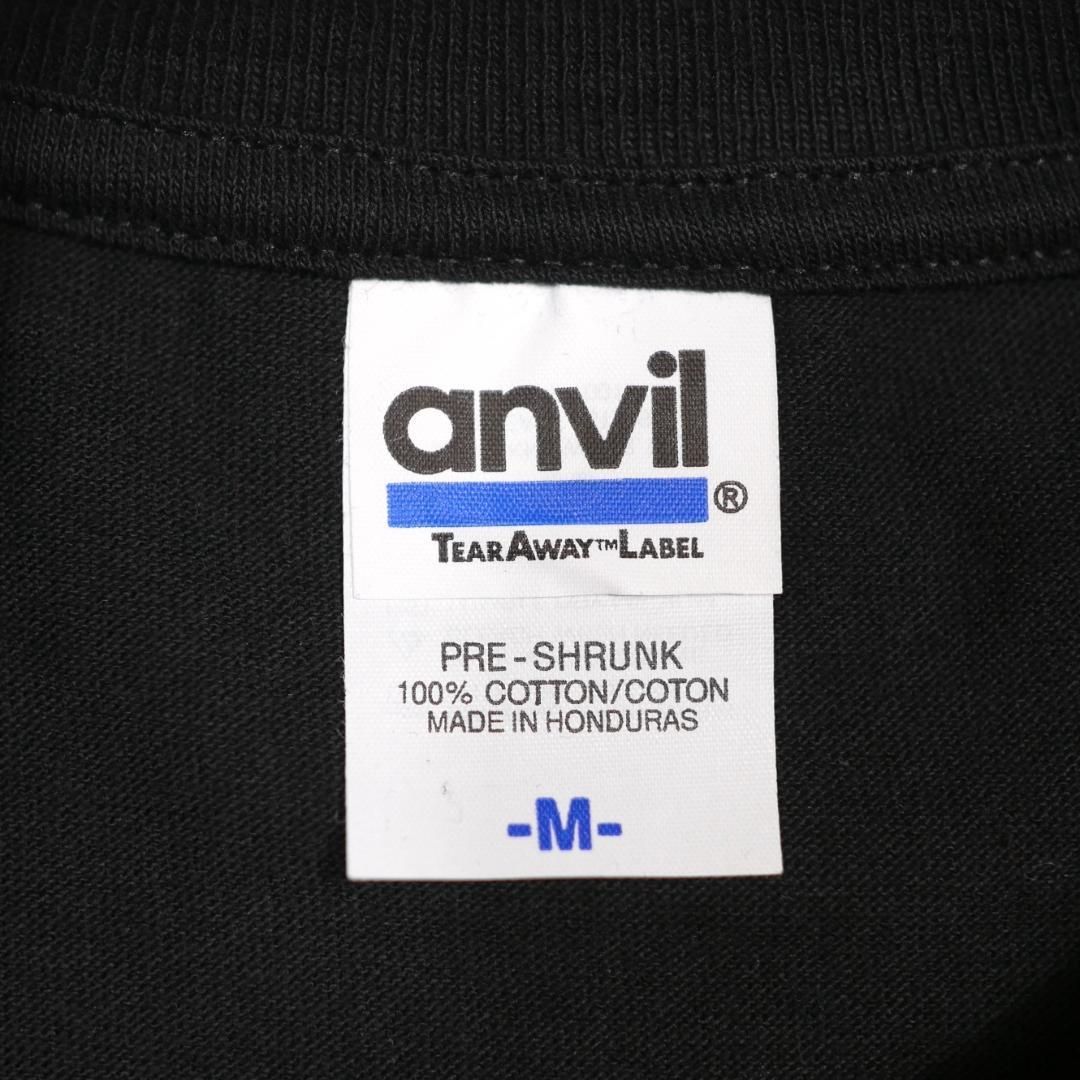 anvil
®
TEARAWAY™LABEL
PRE-SHRUNK
100% COTTON/COTON
MADE IN HONDURAS
-M-